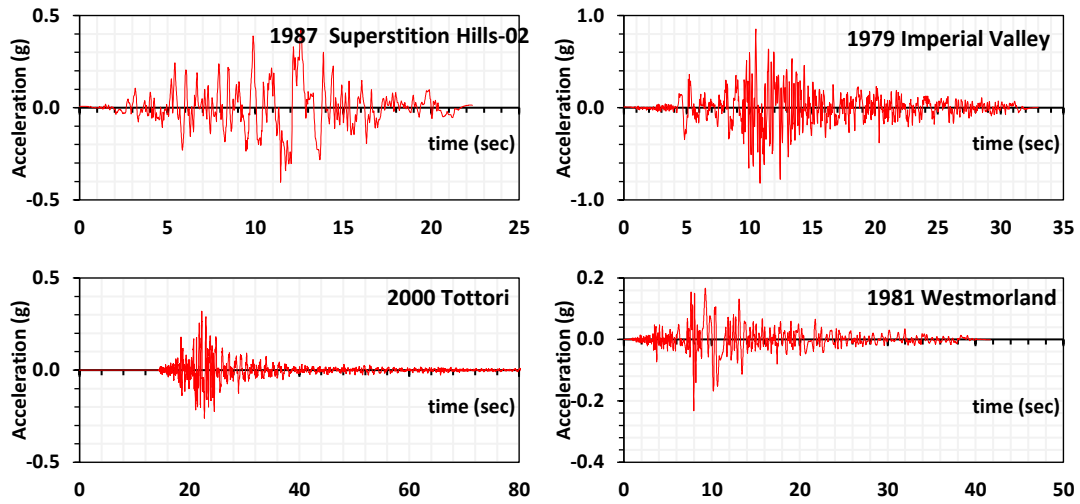 1987 Superstition Hills-02
Acceleration (g)
0.5
0.0
-0.5
time (sec)
0 5 10 15 20 25
1979 Imperial Valley
Acceleration (g)
1.0
0.0
-1.0
time (sec)
0 5 10 15 20 25 30 35
2000 Tottori
Acceleration (g)
0.5
0.0
-0.5
time (sec)
0 20 40 60 80
1981 Westmorland
Acceleration (g)
0.2
0.0
-0.2
-0.4
time (sec)
0 10 20 30 40 50